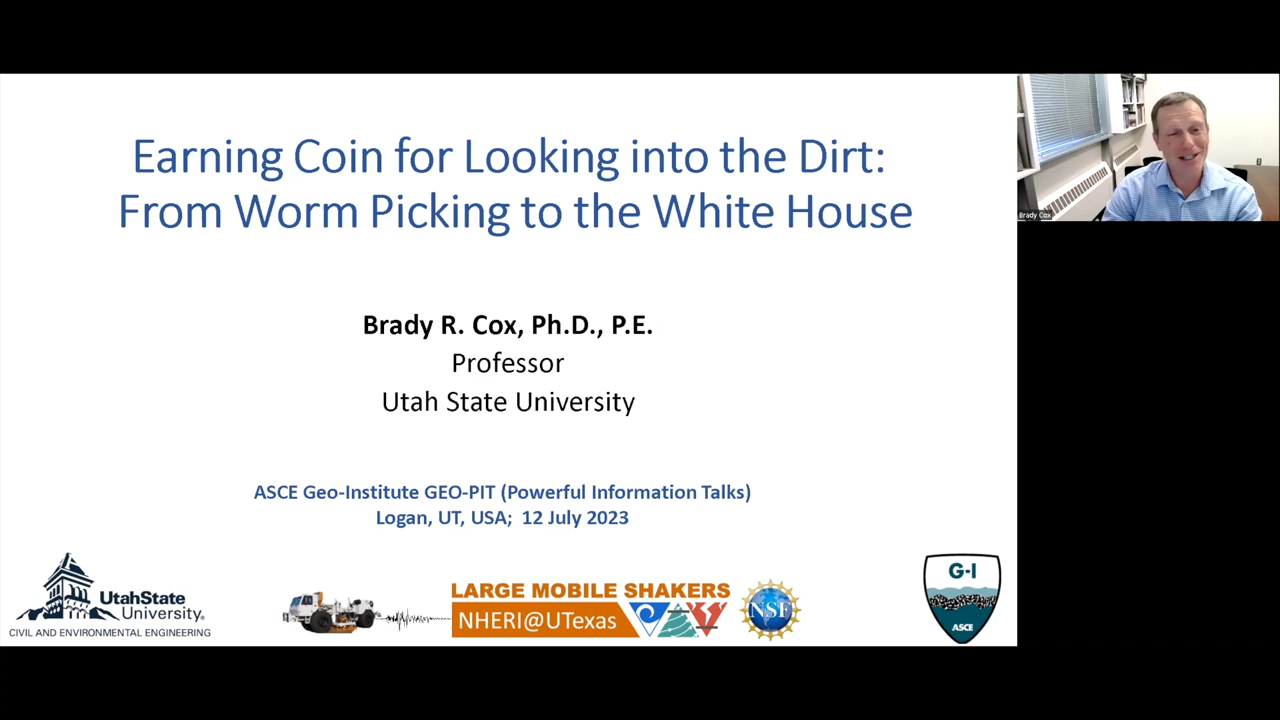 Earning Coin for Looking into the Dirt:
From Worm Picking to the White House
Brady Cox
Brady R. Cox, Ph.D., P.E.
Professor
Utah State University
ASCE Geo-Institute GEO-PIT (Powerful Information Talks)
Logan, UT, USA; 12 July 2023
UtahState
University®
CIVIL AND ENVIRONMENTAL ENGINEERING
LARGE MOBILE SHAKERS
NHERI@UTexas
NSF
G-I
ASCE